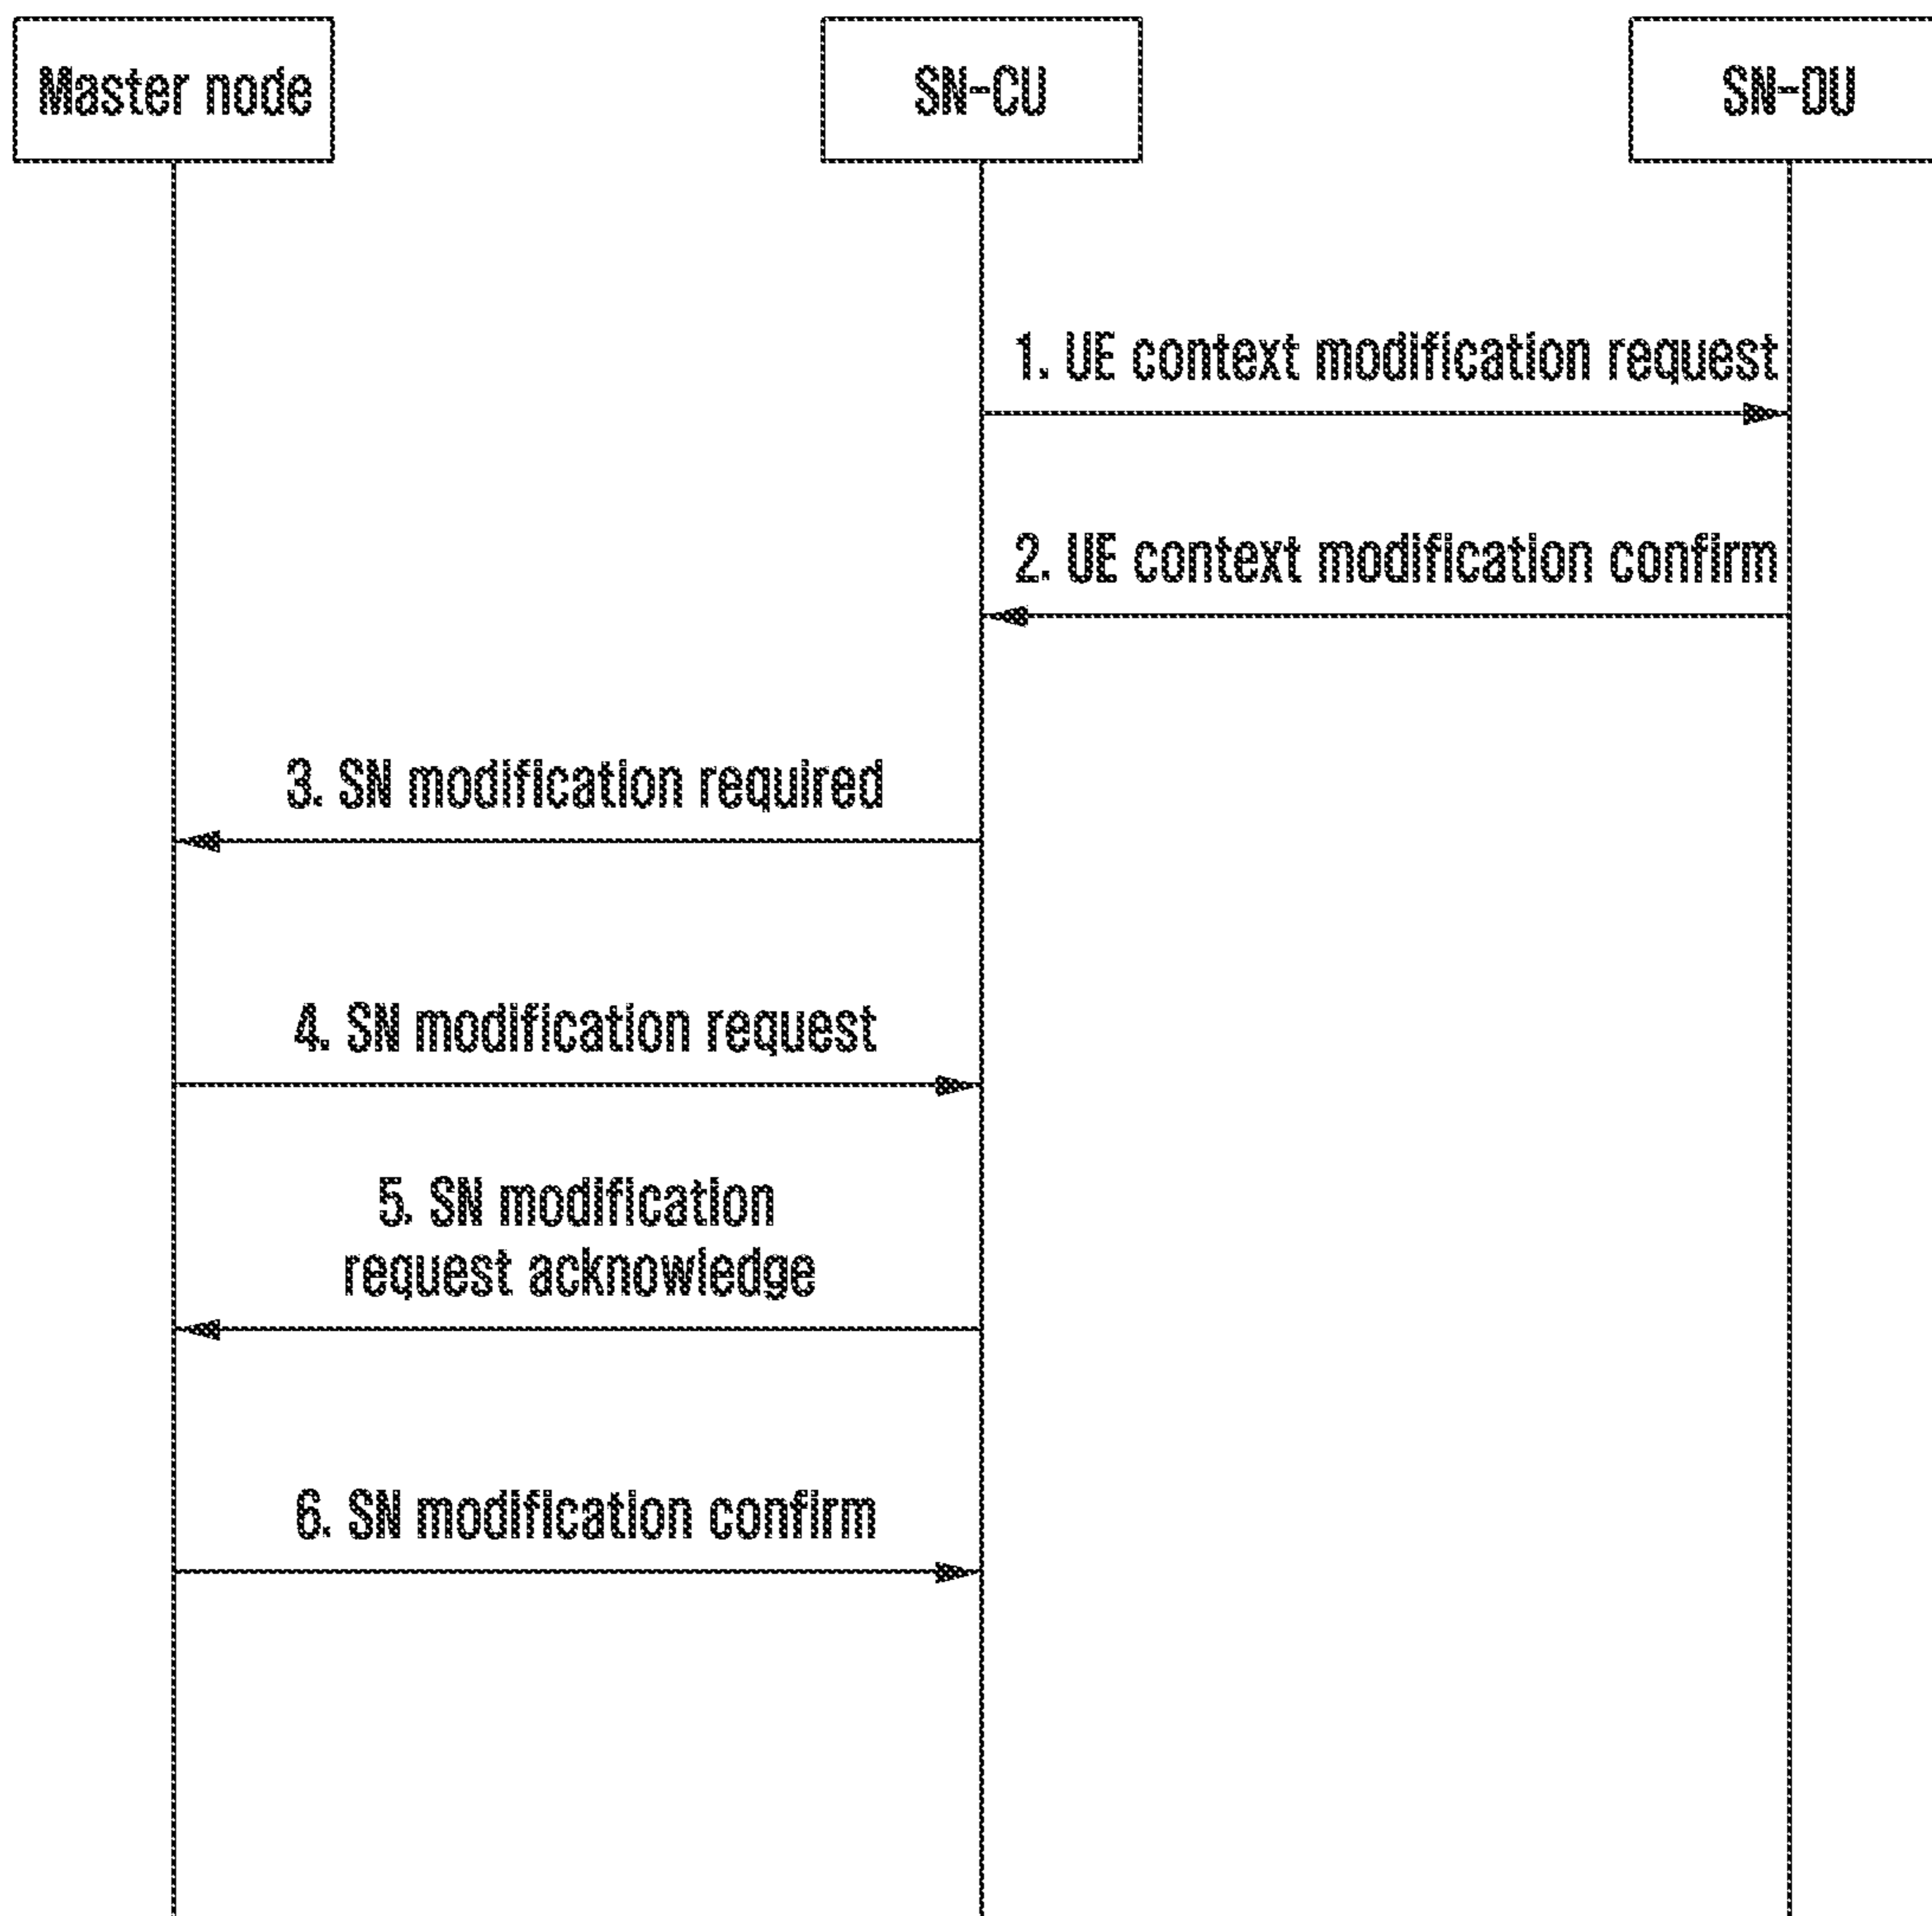 Master node
SN-CU
SN-DU
1. UE context modification request
2. UE context modification confirm
3. SN modification required
4. SN modification request
5. SN modification
request acknowledge
6. SN modification confirm